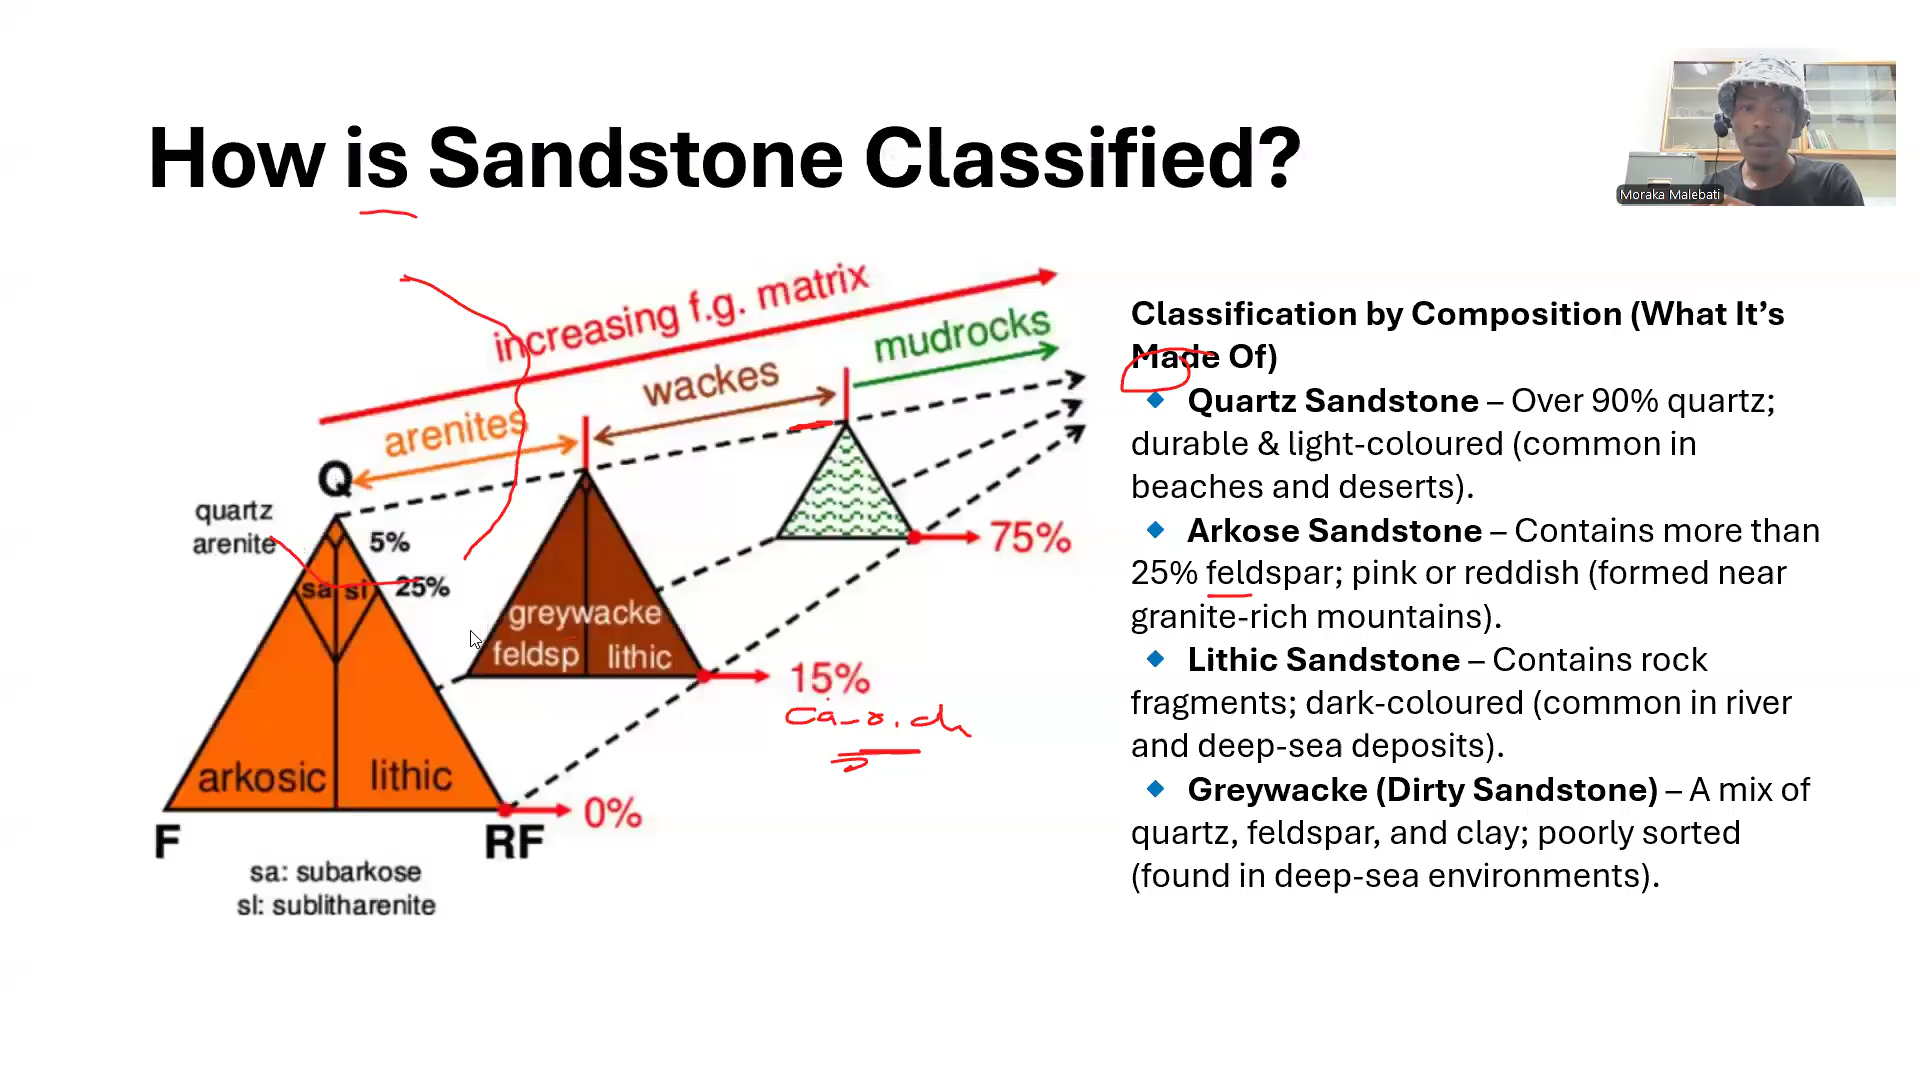 How is Sandstone Classified?
Moraka Malebati
increasing f.g. matrix
mudrocks
wackes
arenites
Q
quartz
arenite
5%
25%
sa
sl
greywacke
feldsp
lithic
75%
15%
Ca-rich
arkosic
lithic
0%
F
RF
sa: subarkose
sl: sublitharenite
Classification by Composition (What It’s
Made Of)
🔹 Quartz Sandstone – Over 90% quartz;
durable & light-coloured (common in
beaches and deserts).
🔹 Arkose Sandstone – Contains more than
25% feldspar; pink or reddish (formed near
granite-rich mountains).
🔹 Lithic Sandstone – Contains rock
fragments; dark-coloured (common in river
and deep-sea deposits).
🔹 Greywacke (Dirty Sandstone) – A mix of
quartz, feldspar, and clay; poorly sorted
(found in deep-sea environments).